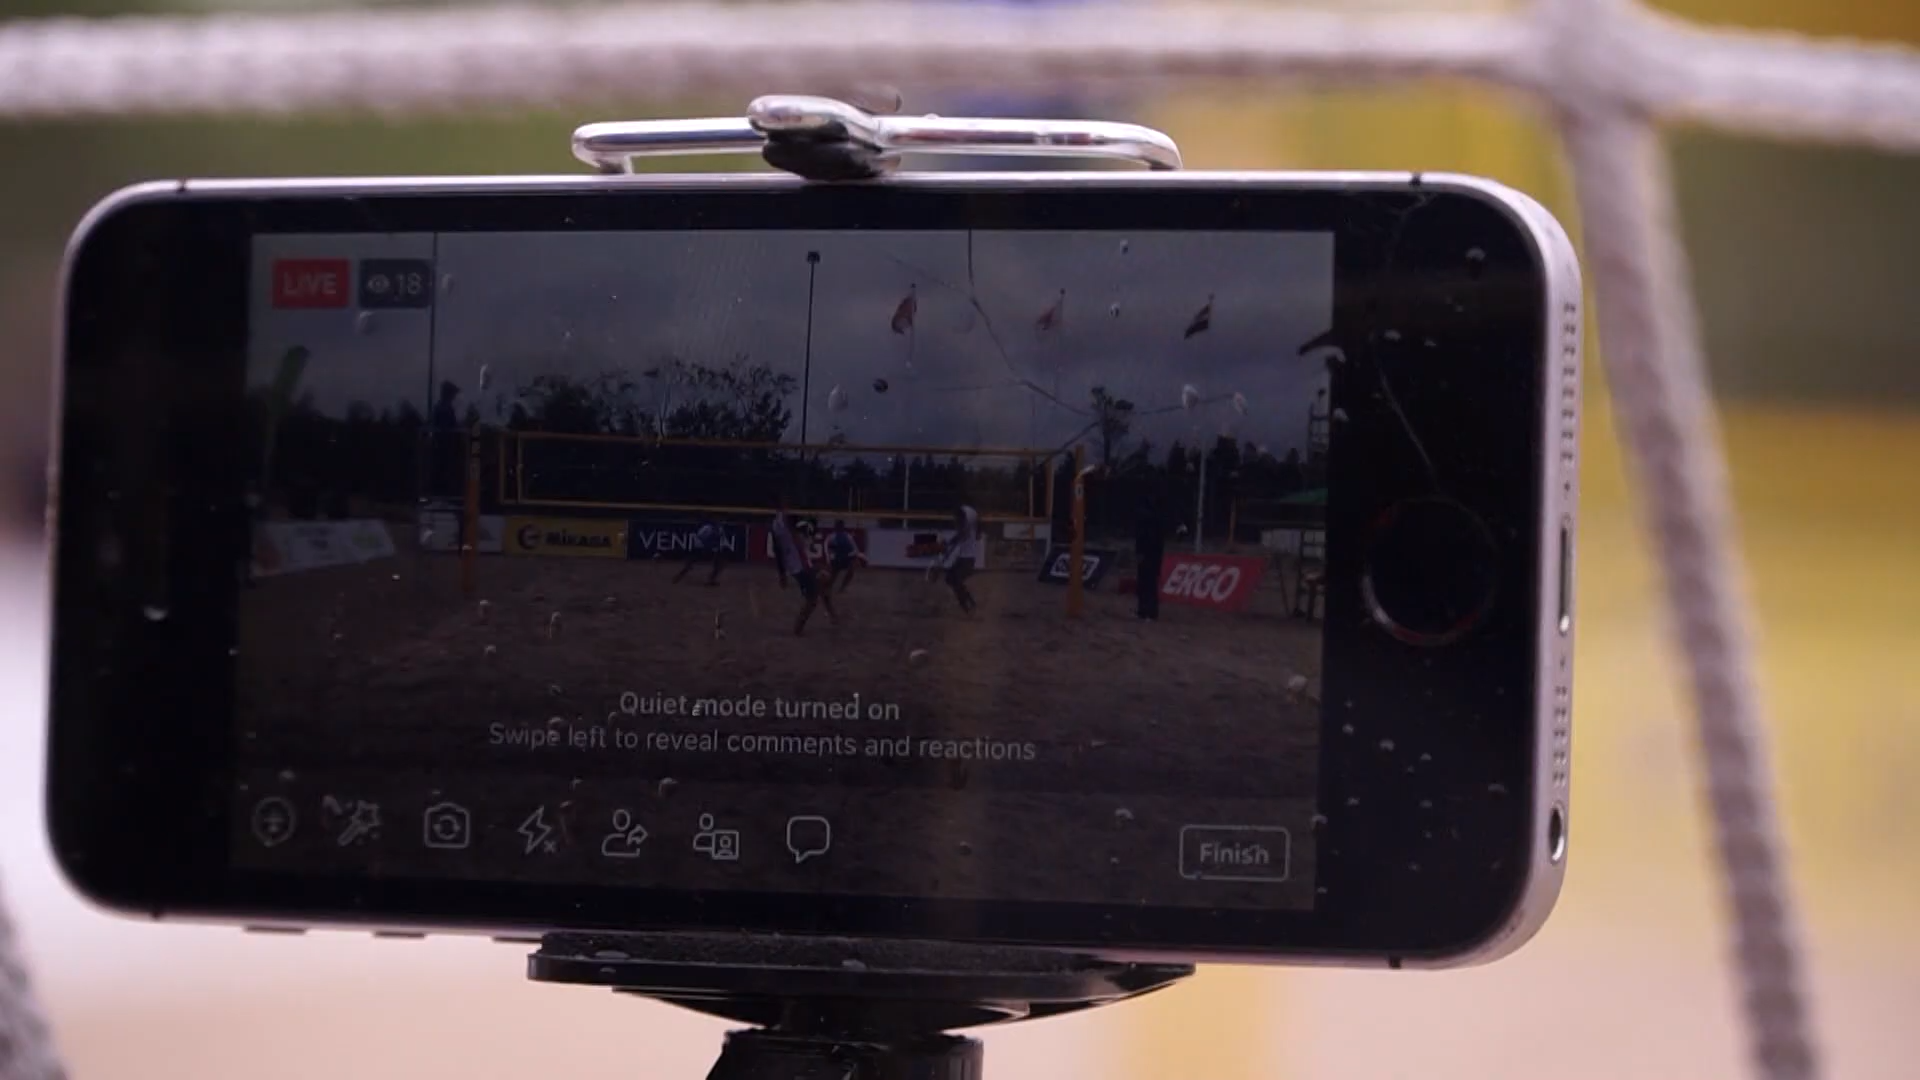 LIVE 18
MIKASA
ERGO
Quiet mode turned on
Swipe left to reveal comments and reactions
Finish